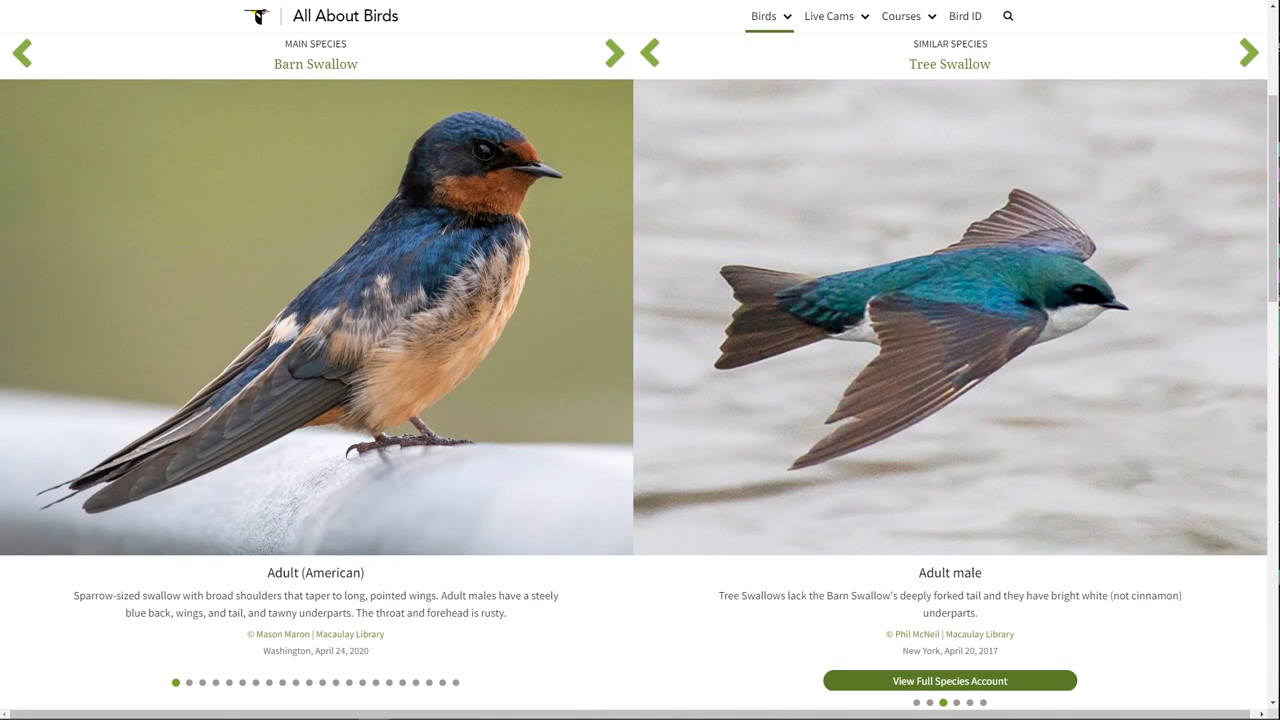 All About Birds
Birds
Live Cams
Courses
Bird ID
MAIN SPECIES
Barn Swallow
SIMILAR SPECIES
Tree Swallow
Adult (American)
Sparrow-sized swallow with broad shoulders that taper to long, pointed wings. Adult males have a steely
blue back, wings, and tail, and tawny underparts. The throat and forehead is rusty.
© Mason Maron | Macaulay Library
Washington, April 24, 2020
Adult male
Tree Swallows lack the Barn Swallow's deeply forked tail and they have bright white (not cinnamon)
underparts.
© Phil McNeil | Macaulay Library
New York, April 20, 2017
View Full Species Account